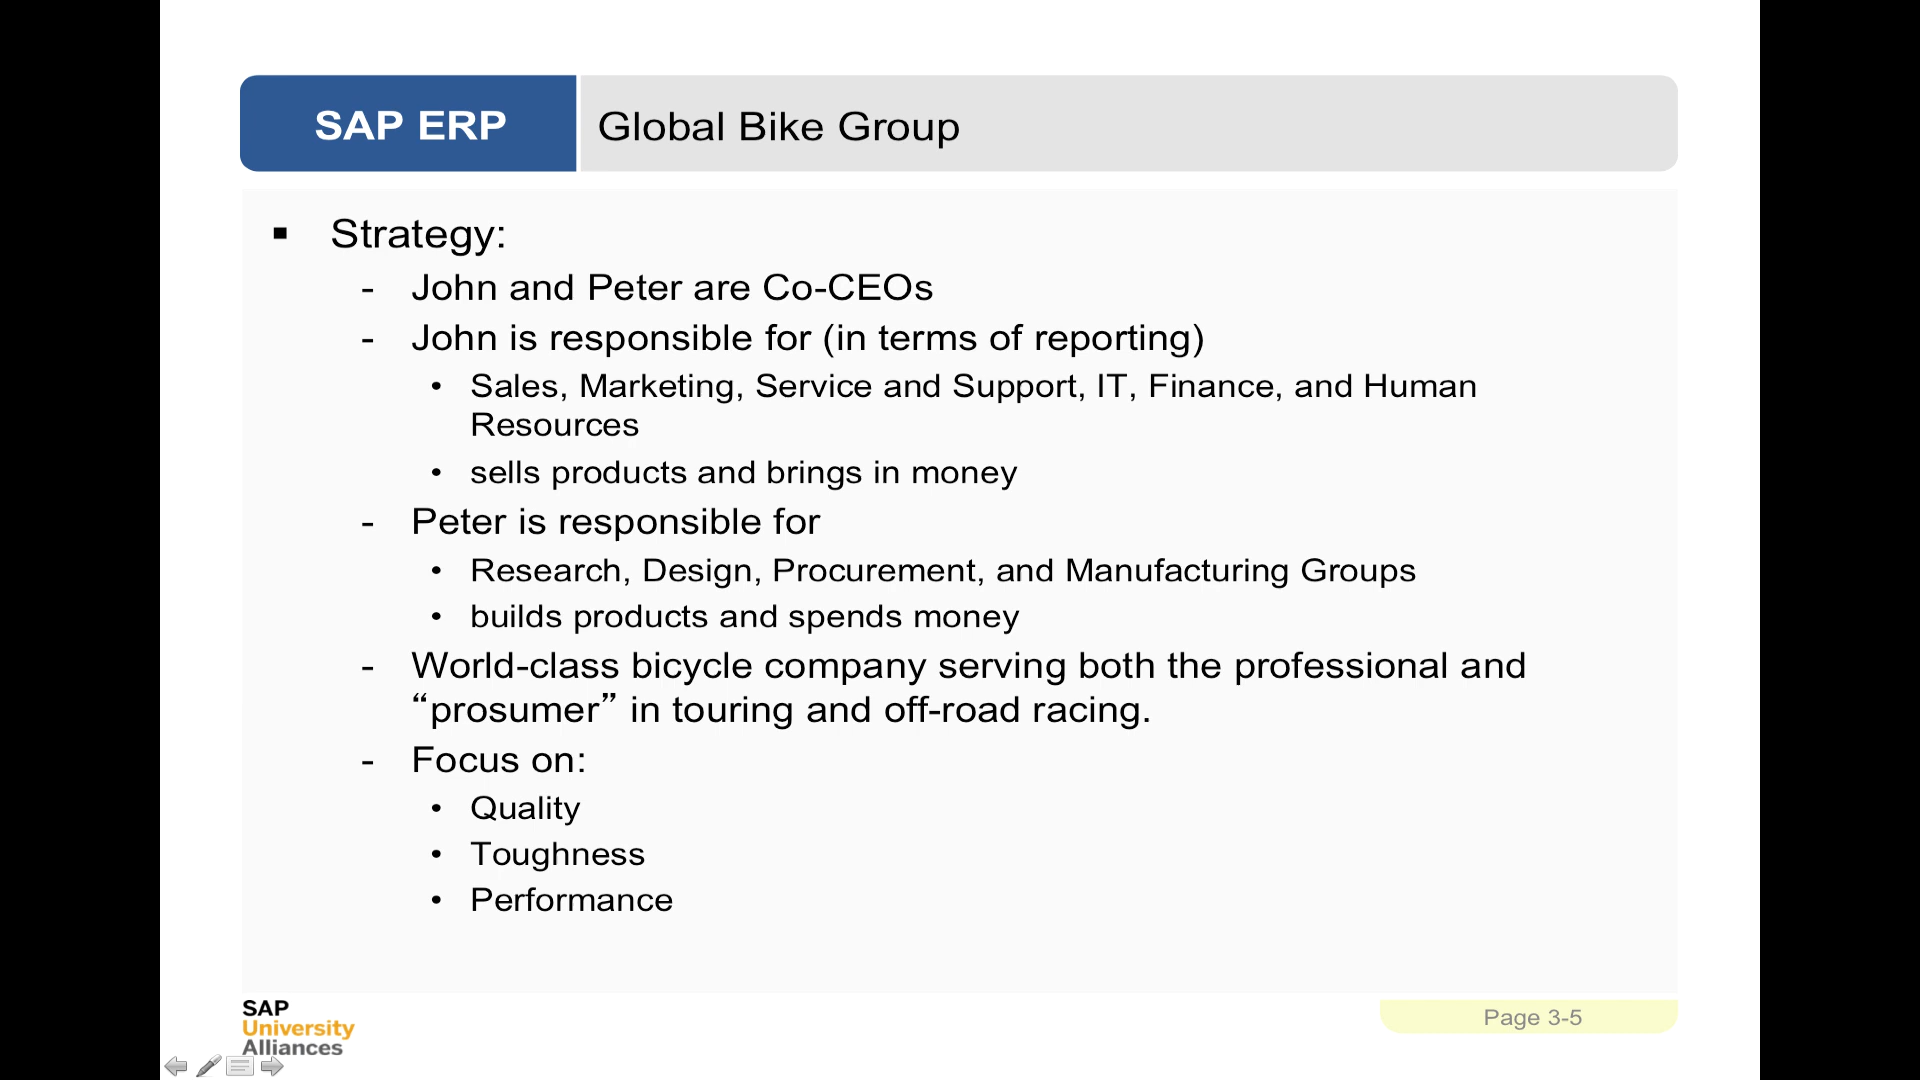 SAP ERP
Global Bike Group
▪ Strategy:
- John and Peter are Co-CEOs
- John is responsible for (in terms of reporting)
• Sales, Marketing, Service and Support, IT, Finance, and Human
Resources
• sells products and brings in money
- Peter is responsible for
• Research, Design, Procurement, and Manufacturing Groups
• builds products and spends money
- World-class bicycle company serving both the professional and
“prosumer” in touring and off-road racing.
- Focus on:
• Quality
• Toughness
• Performance
SAP
University
Alliances
Page 3-5